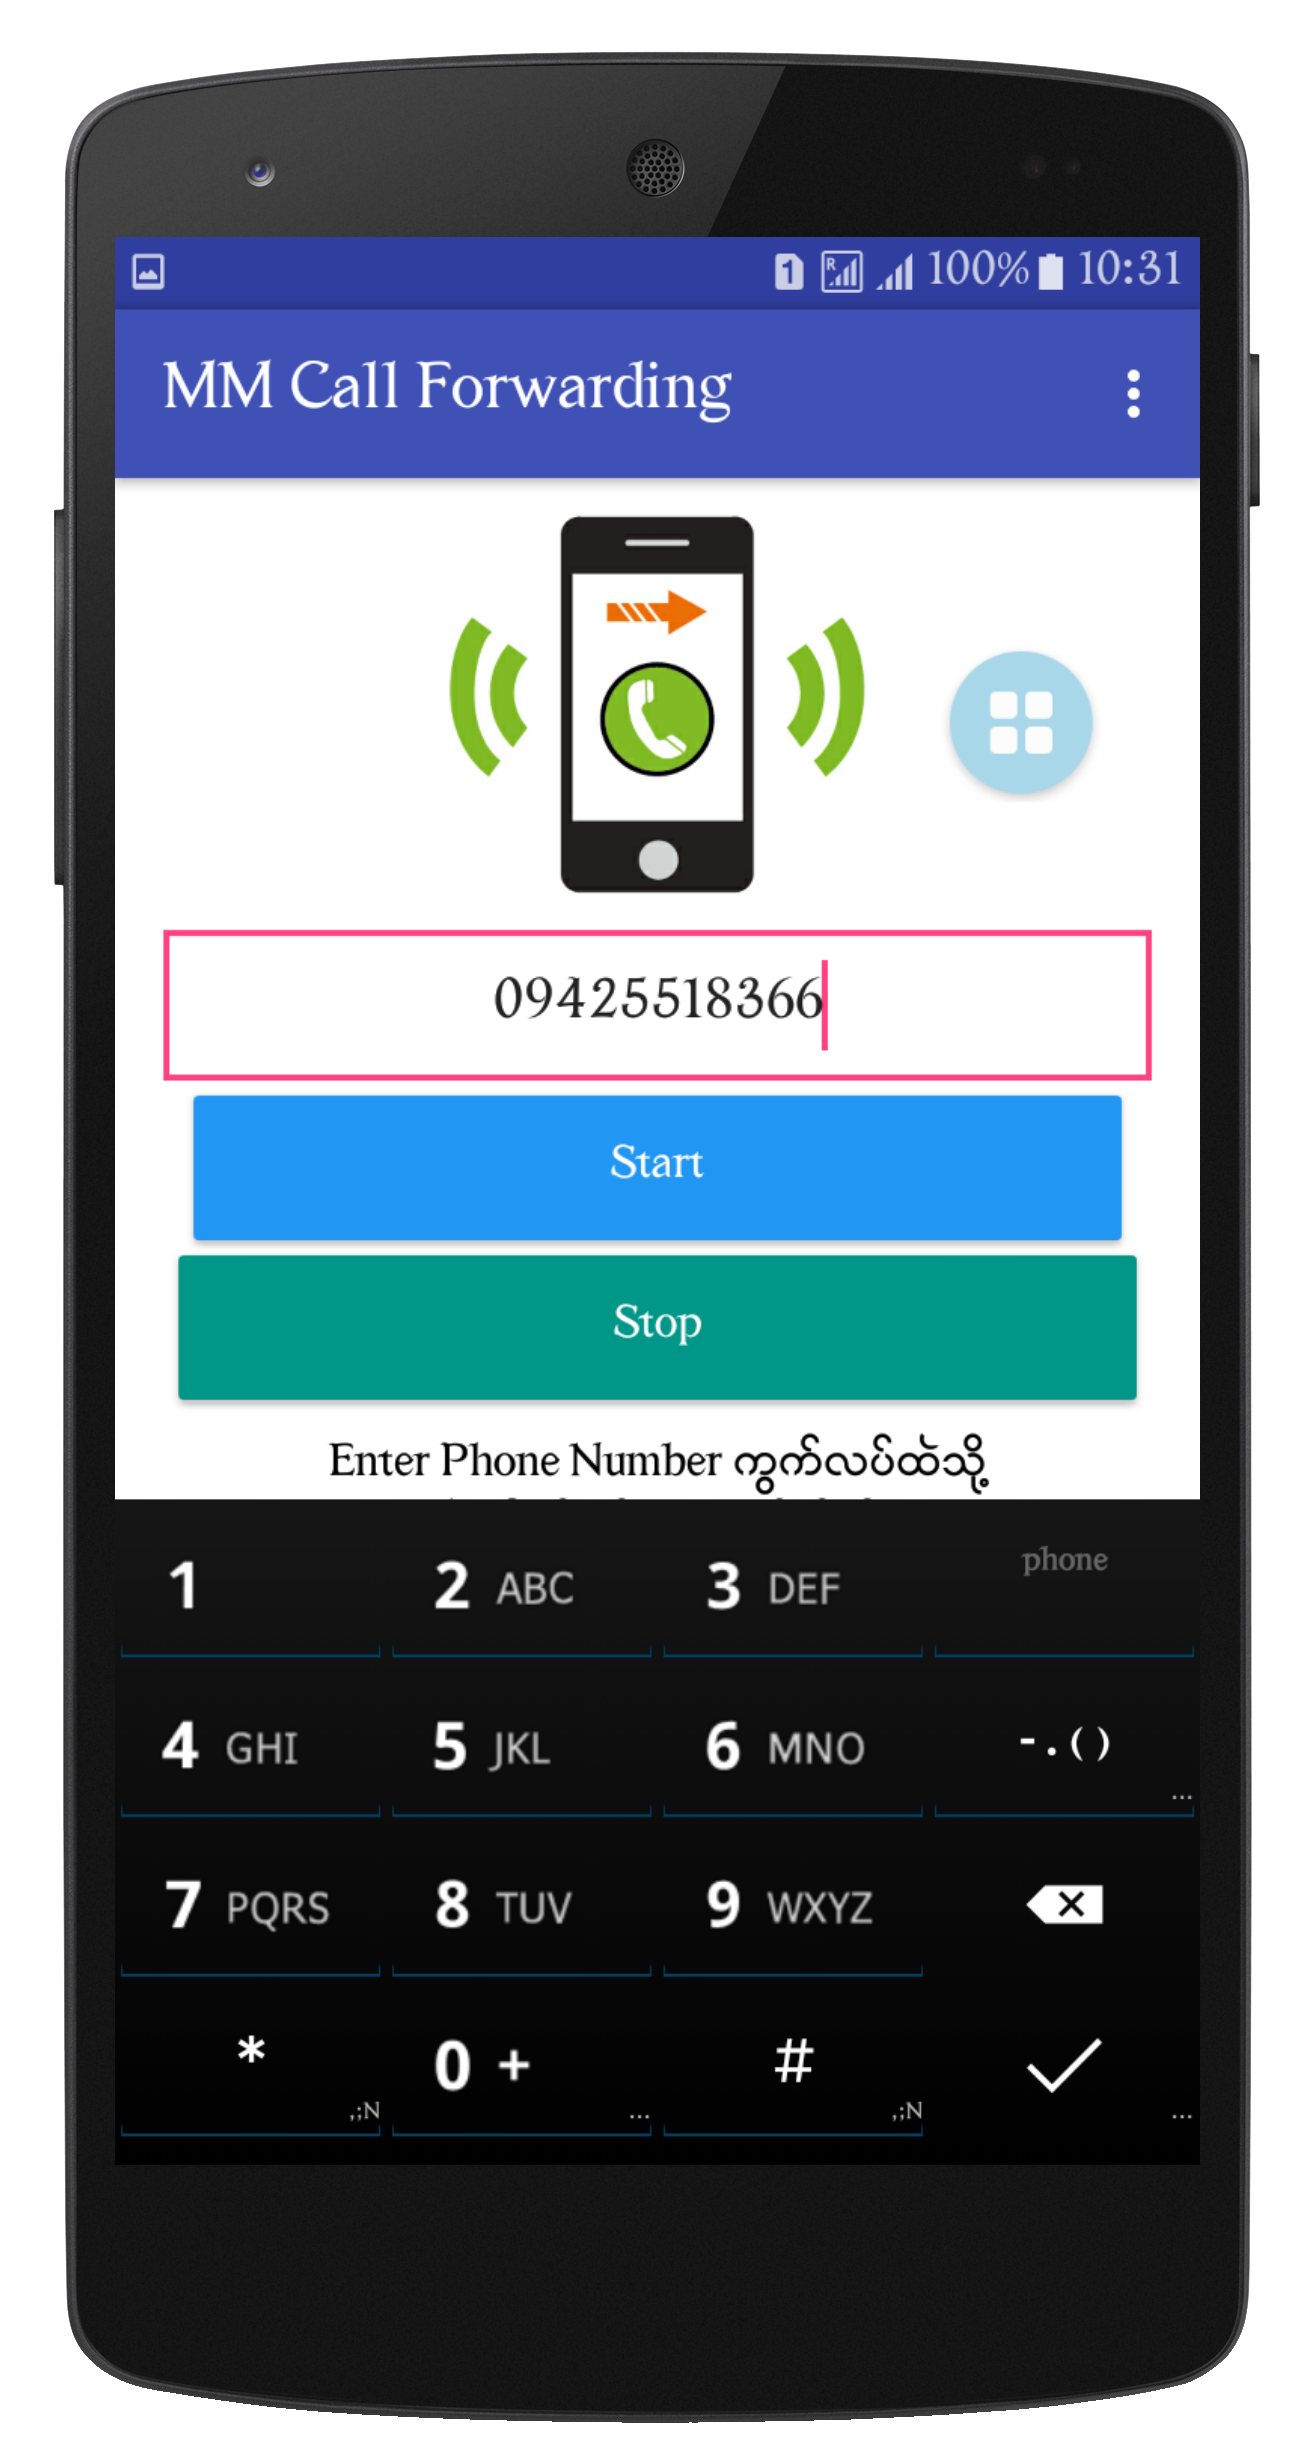 R 100% 10:31
MM Call Forwarding
09425518366
Start
Stop
Enter Phone Number ကွက်လပ်ထဲသို့
1 2 ABC 3 DEF phone
4 GHI 5 JKL 6 MNO -.() ...
7 PQRS 8 TUV 9 WXYZ
* ,;N 0 + ... # ,;N ...